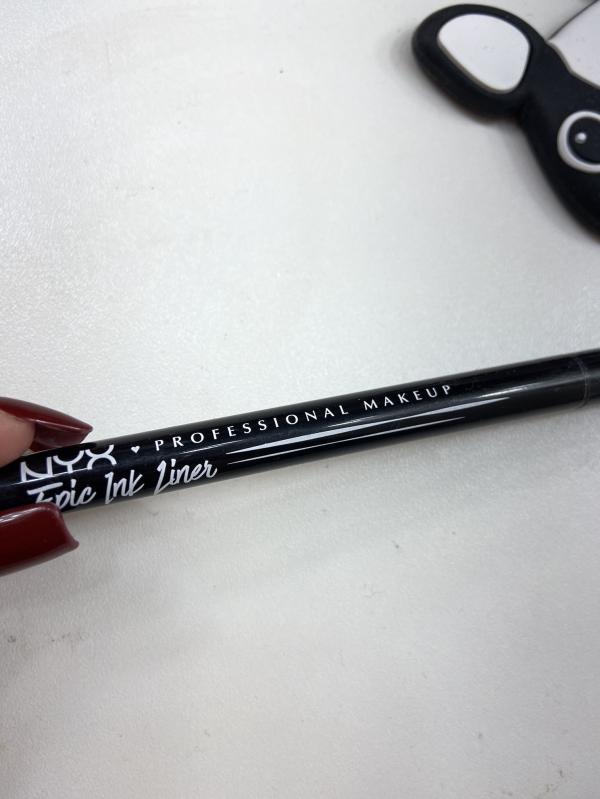 NYX ♥ PROFESSIONAL MAKEUP
Epic Ink Liner